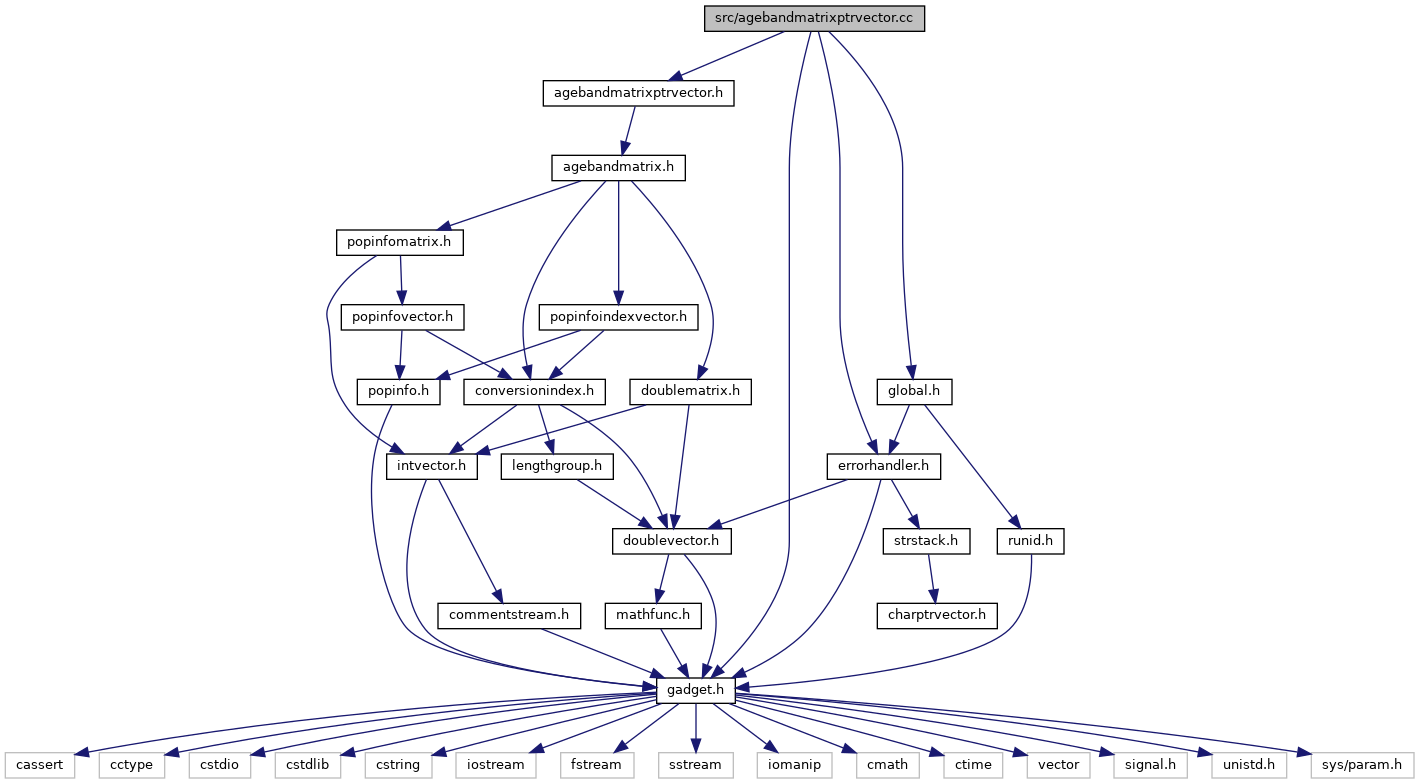 src/agebandmatrixptrvector.cc
agebandmatrixptrvector.h
agebandmatrix.h
popinfomatrix.h
popinfovector.h
popinfoindexvector.h
popinfo.h
conversionindex.h
doublematrix.h
global.h
intvector.h
lengthgroup.h
errorhandler.h
doublevector.h
strstack.h
runid.h
commentstream.h
mathfunc.h
charptrvector.h
gadget.h
cassert
cctype
cstdio
cstdlib
cstring
iostream
fstream
sstream
iomanip
cmath
ctime
vector
signal.h
unistd.h
sys/param.h